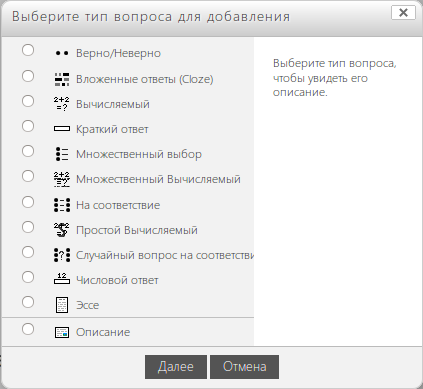 Выберите тип вопроса для добавления
Верно/Неверно
Вложенные ответы (Cloze)
Вычисляемый
Краткий ответ
Множественный выбор
Множественный Вычисляемый
На соответствие
Простой Вычисляемый
Случайный вопрос на соответстви
Числовой ответ
Эссе
Описание
Выберите тип вопроса,
чтобы увидеть его
описание.
Далее
Отмена